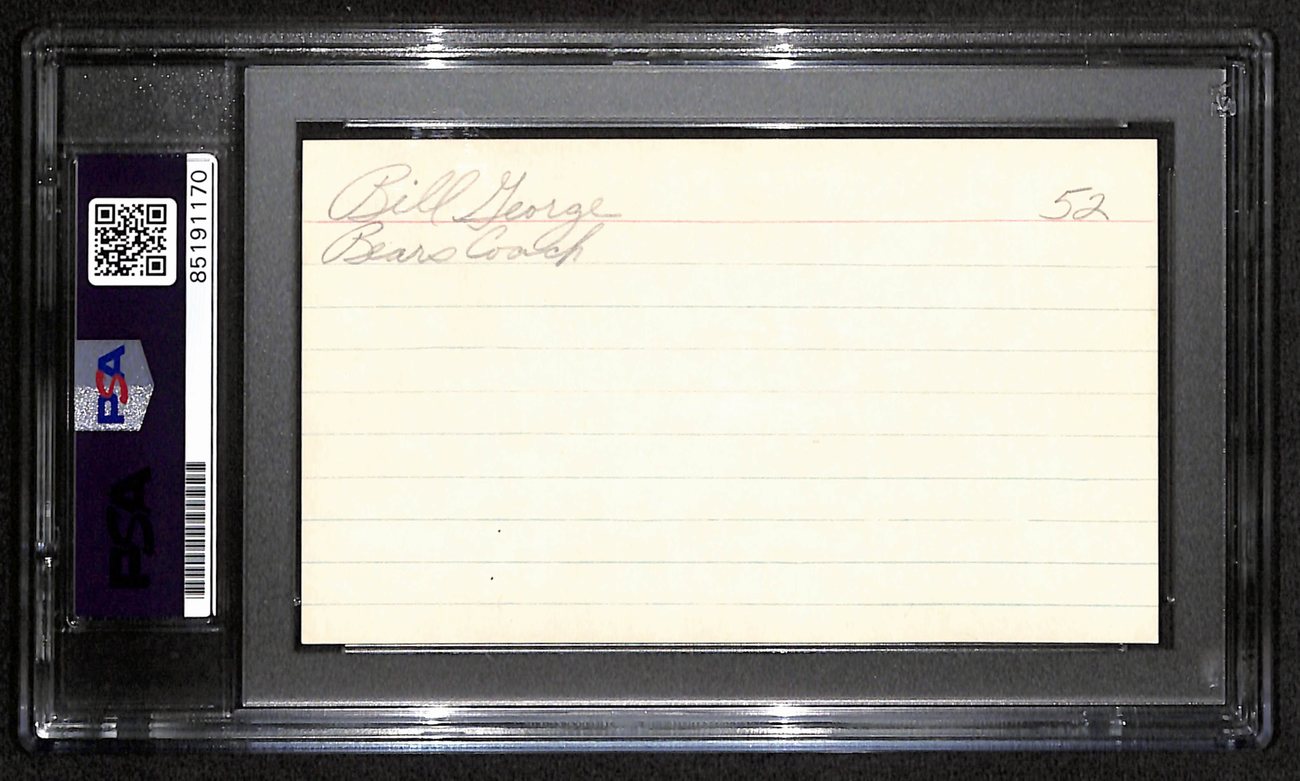 Bill George 52
Bears Coach
85191170
PSA
PSA